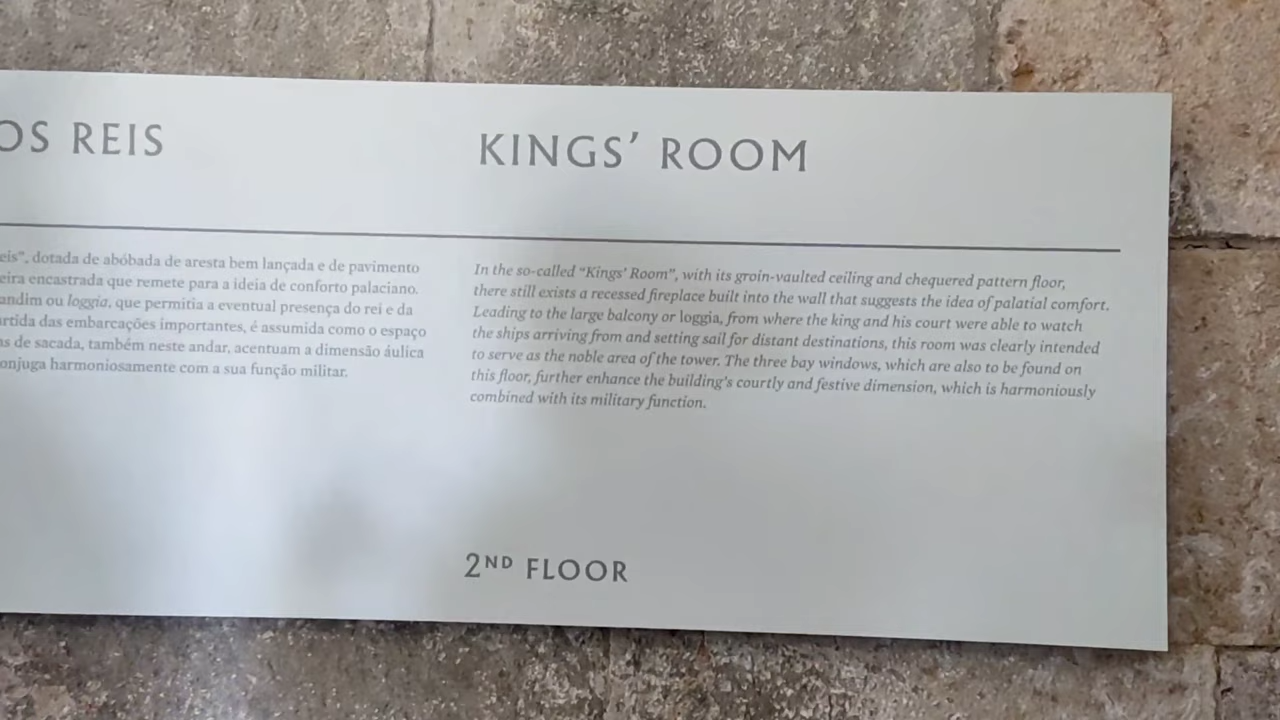 OS REIS
eis", dotada de abóbada de aresta bem lançada e de pavimento
eira encastrada que remete para a ideia de conforto palaciano.
andim ou loggia, que permitia a eventual presença do rei e da
artida das embarcações importantes, é assumida como o espaço
as de sacada, também neste andar, acentuam a dimensão áulica
onjuga harmoniosamente com a sua função militar.
KINGS' ROOM
In the so-called "Kings' Room", with its groin-vaulted ceiling and chequered pattern floor,
there still exists a recessed fireplace built into the wall that suggests the idea of palatial comfort.
Leading to the large balcony or loggia, from where the king and his court were able to watch
the ships arriving from and setting sail for distant destinations, this room was clearly intended
to serve as the noble area of the tower. The three bay windows, which are also to be found on
this floor, further enhance the building's courtly and festive dimension, which is harmoniously
combined with its military function.
2ND FLOOR